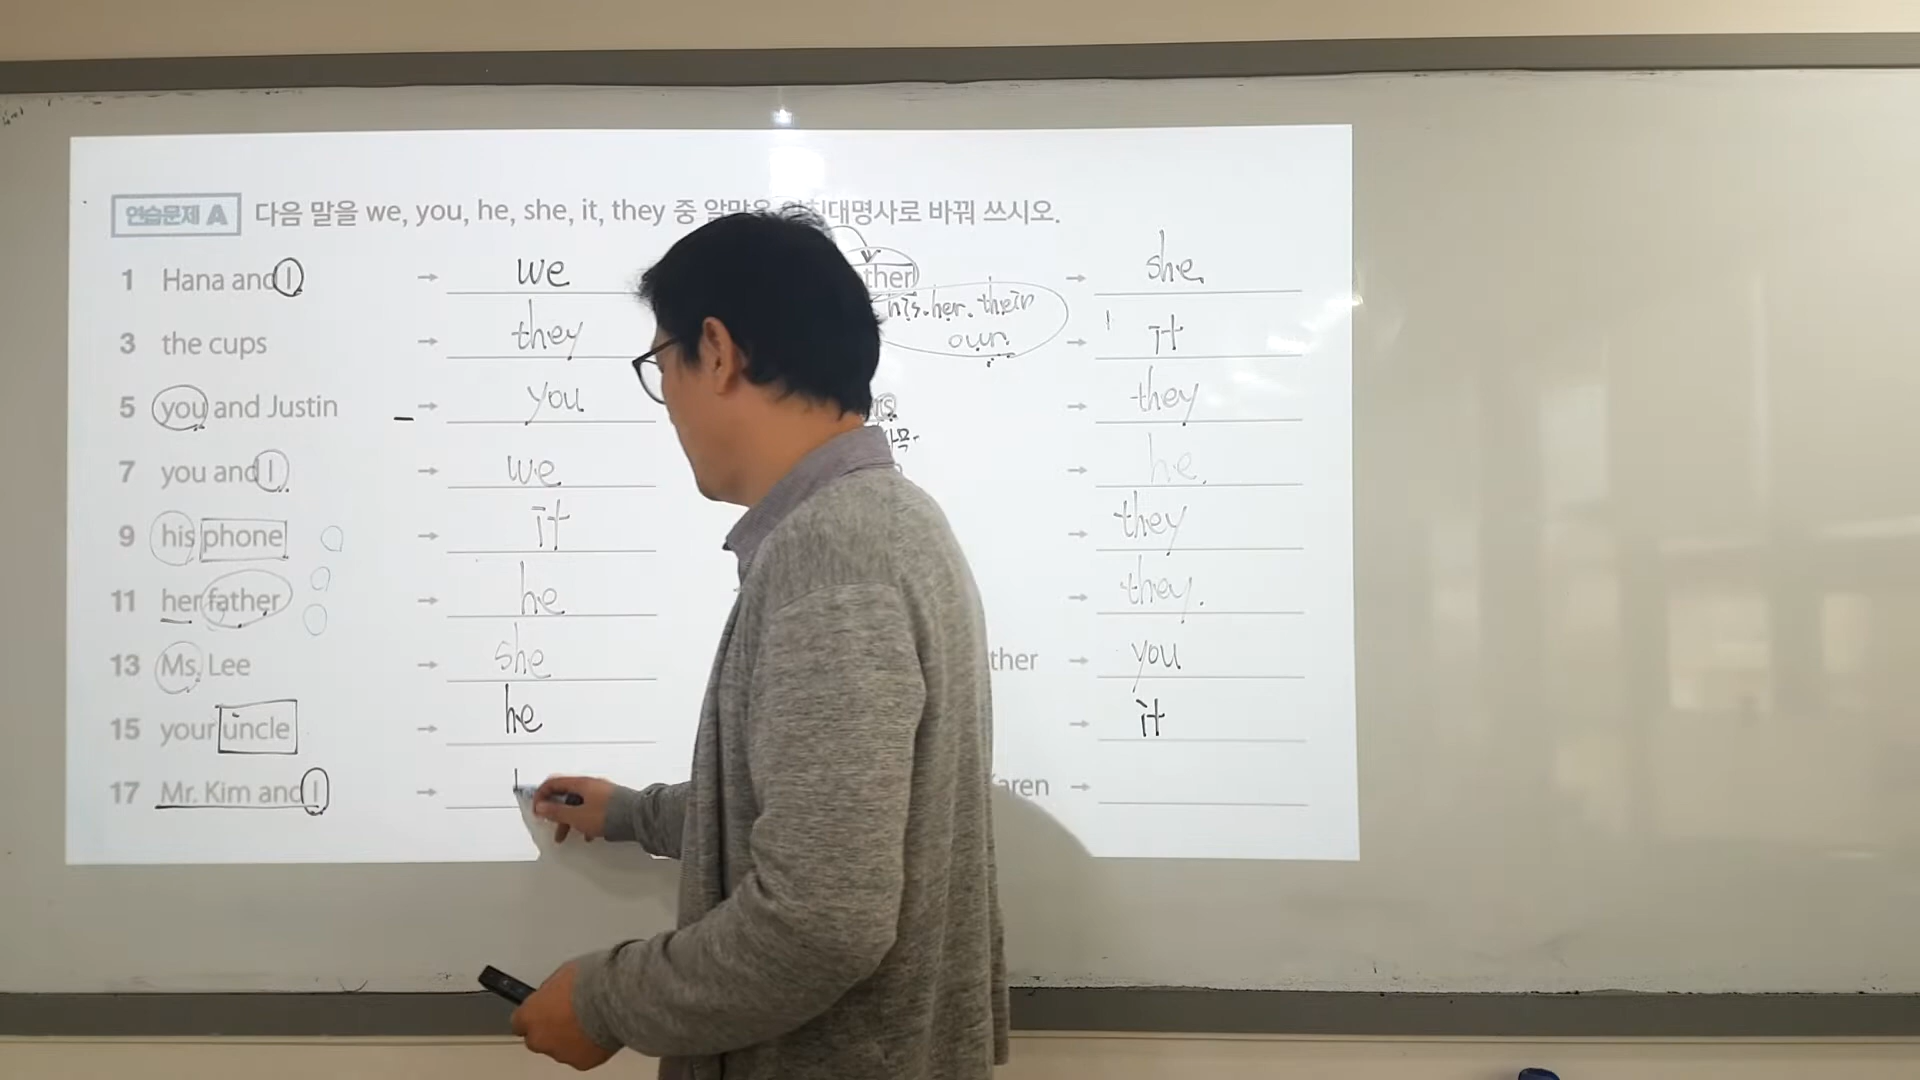 연습문제 A 다음 말을 we, you, he, she, it, they 중 알맞은 인칭대명사로 바꿔 쓰시오.
1 Hana and I → we
ther → she
his. her. their
our
3 the cups → they
→ it
5 you and Justin → you
→ they
7 you and I → we
→ he
9 his phone → it
→ they
11 her father → he
→ they
13 Ms. Lee → she
ther → you
15 your uncle → he
→ it
17 Mr. Kim and I →
aren →